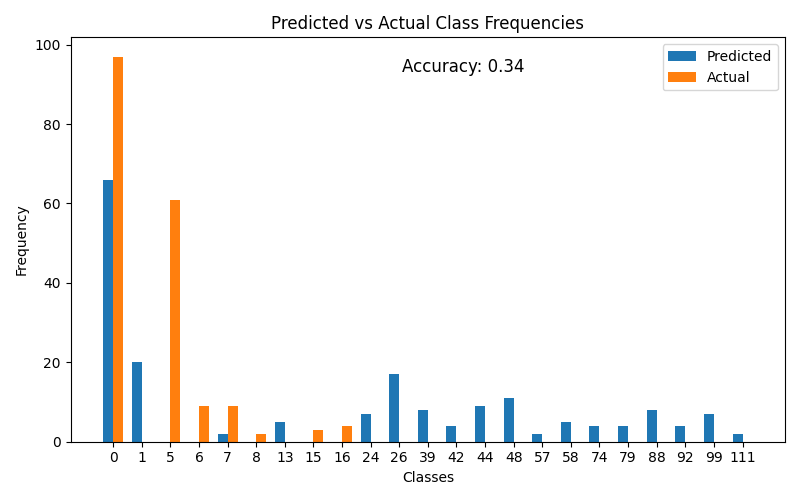 Predicted vs Actual Class Frequencies
Accuracy: 0.34
Predicted
Actual
100
80
60
40
20
0
Frequency
0 1 5 6 7 8 13 15 16 24 26 39 42 44 48 57 58 74 79 88 92 99 111
Classes